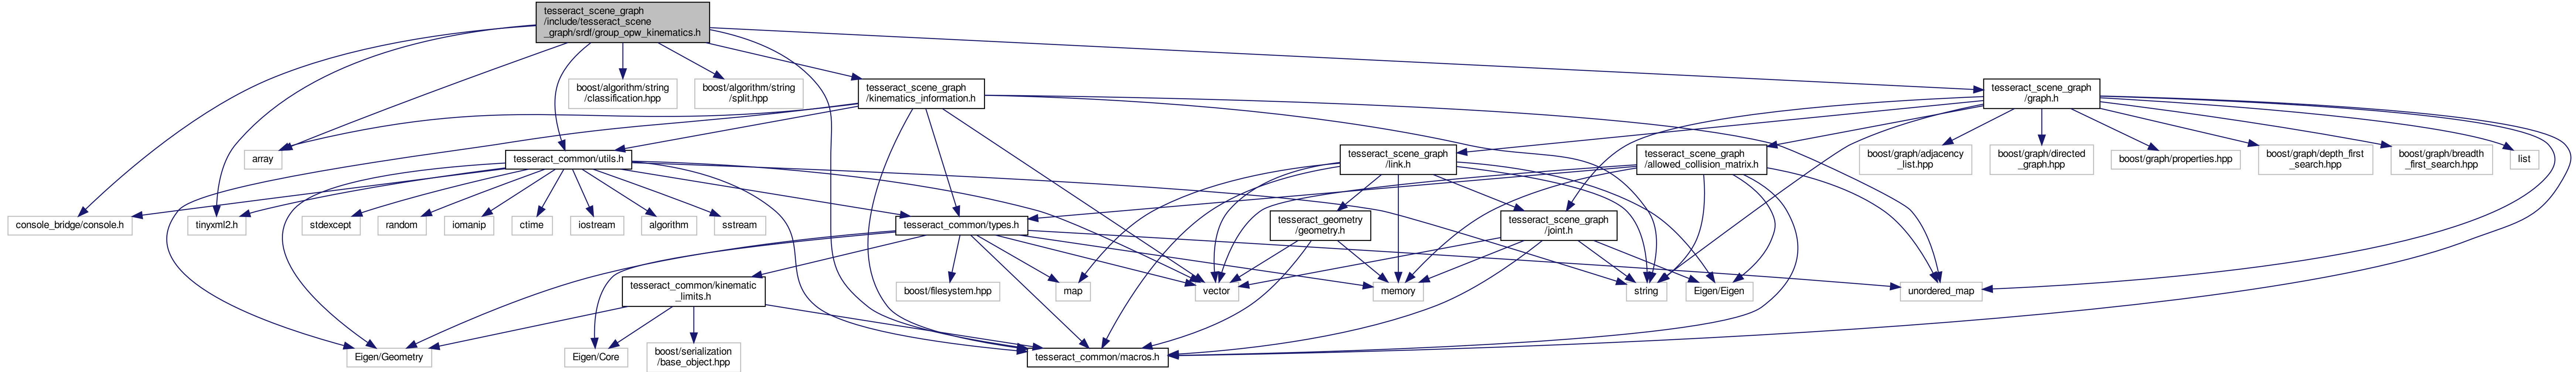 tesseract_scene_graph
/include/tesseract_scene
_graph/srdf/group_opw_kinematics.h
boost/algorithm/string
/classification.hpp
boost/algorithm/string
/split.hpp
tesseract_scene_graph
/kinematics_information.h
tesseract_scene_graph
/graph.h
array
tesseract_common/utils.h
tesseract_scene_graph
/link.h
tesseract_scene_graph
/allowed_collision_matrix.h
boost/graph/adjacency
_list.hpp
boost/graph/directed
_graph.hpp
boost/graph/properties.hpp
boost/graph/depth_first
_search.hpp
boost/graph/breadth
_first_search.hpp
list
console_bridge/console.h
tinyxml2.h
stdexcept
random
iomanip
ctime
iostream
algorithm
sstream
tesseract_common/types.h
tesseract_geometry
/geometry.h
tesseract_scene_graph
/joint.h
tesseract_common/kinematic
_limits.h
boost/filesystem.hpp
map
vector
memory
string
Eigen/Eigen
unordered_map
Eigen/Geometry
Eigen/Core
boost/serialization
/base_object.hpp
tesseract_common/macros.h